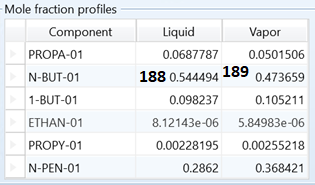 Mole fraction profiles
Component Liquid Vapor
PROPA-01 0.0687787 0.0501506
N-BUT-01 188 0.544494 189 0.473659
1-BUT-01 0.098237 0.105211
ETHAN-01 8.12143e-06 5.84983e-06
PROPY-01 0.00228195 0.00255218
N-PEN-01 0.2862 0.368421